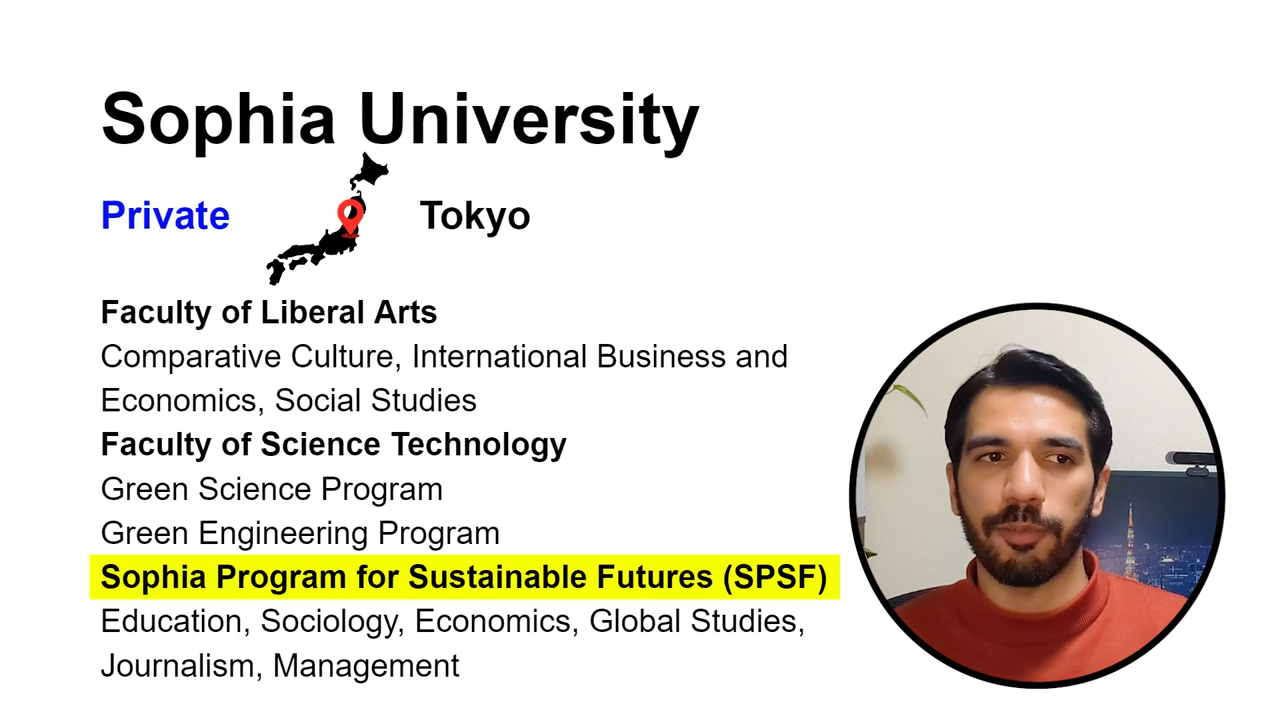 Sophia University
Private
Tokyo
Faculty of Liberal Arts
Comparative Culture, International Business and
Economics, Social Studies
Faculty of Science Technology
Green Science Program
Green Engineering Program
Sophia Program for Sustainable Futures (SPSF)
Education, Sociology, Economics, Global Studies,
Journalism, Management